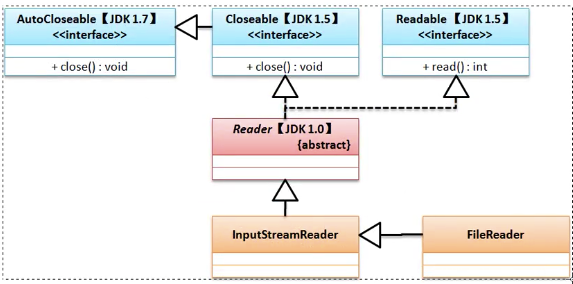 AutoCloseable【JDK 1.7】
<<interface>>
+ close() : void
Closeable【JDK 1.5】
<<interface>>
+ close() : void
Readable【JDK 1.5】
<<interface>>
+ read() : int
Reader【JDK 1.0】
{abstract}
InputStreamReader
FileReader